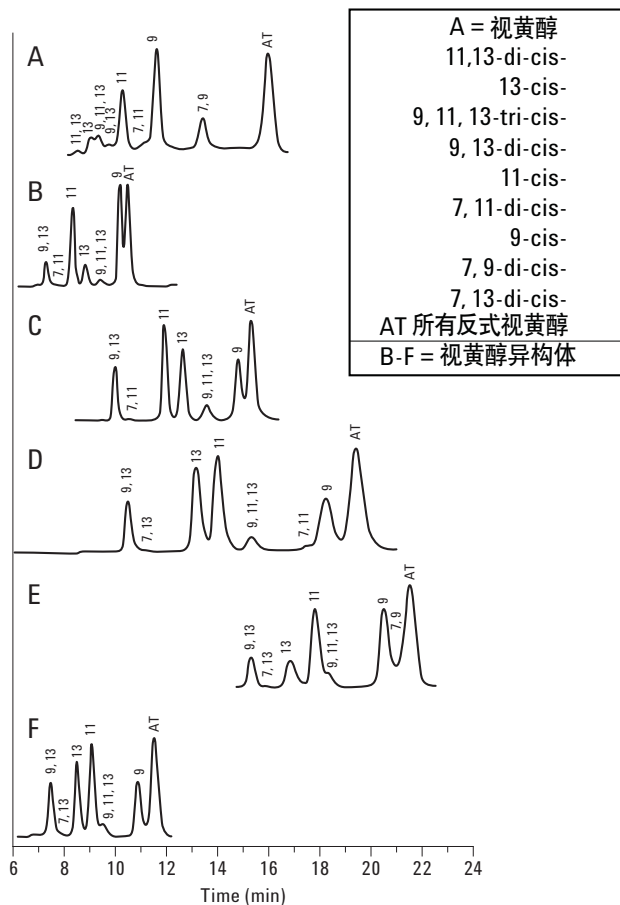 A = 视黄醇
11,13-di-cis-
13-cis-
9, 11, 13-tri-cis-
9, 13-di-cis-
11-cis-
7, 11-di-cis-
9-cis-
7, 9-di-cis-
7, 13-di-cis-
AT 所有反式视黄醇
B-F = 视黄醇异构体
A
11, 13
13
9, 11, 13
9, 13
11
7, 11
9
7, 9
AT
B
9, 13
7, 11
11
13
9, 11, 13
9
AT
C
9, 13
7, 11
11
13
9, 11, 13
9
AT
D
9, 13
7, 13
13
11
9, 11, 13
7, 11
9
AT
E
9, 13
7, 13
13
11
9, 11, 13
9
7, 9
AT
F
9, 13
7, 13
13
11
9, 11, 13
9
AT
6 8 10 12 14 16 18 20 22 24
Time (min)